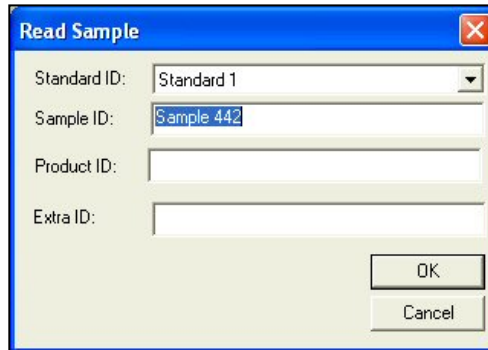 Read Sample
Standard ID: Standard 1
Sample ID: Sample 442
Product ID:
Extra ID:
OK
Cancel